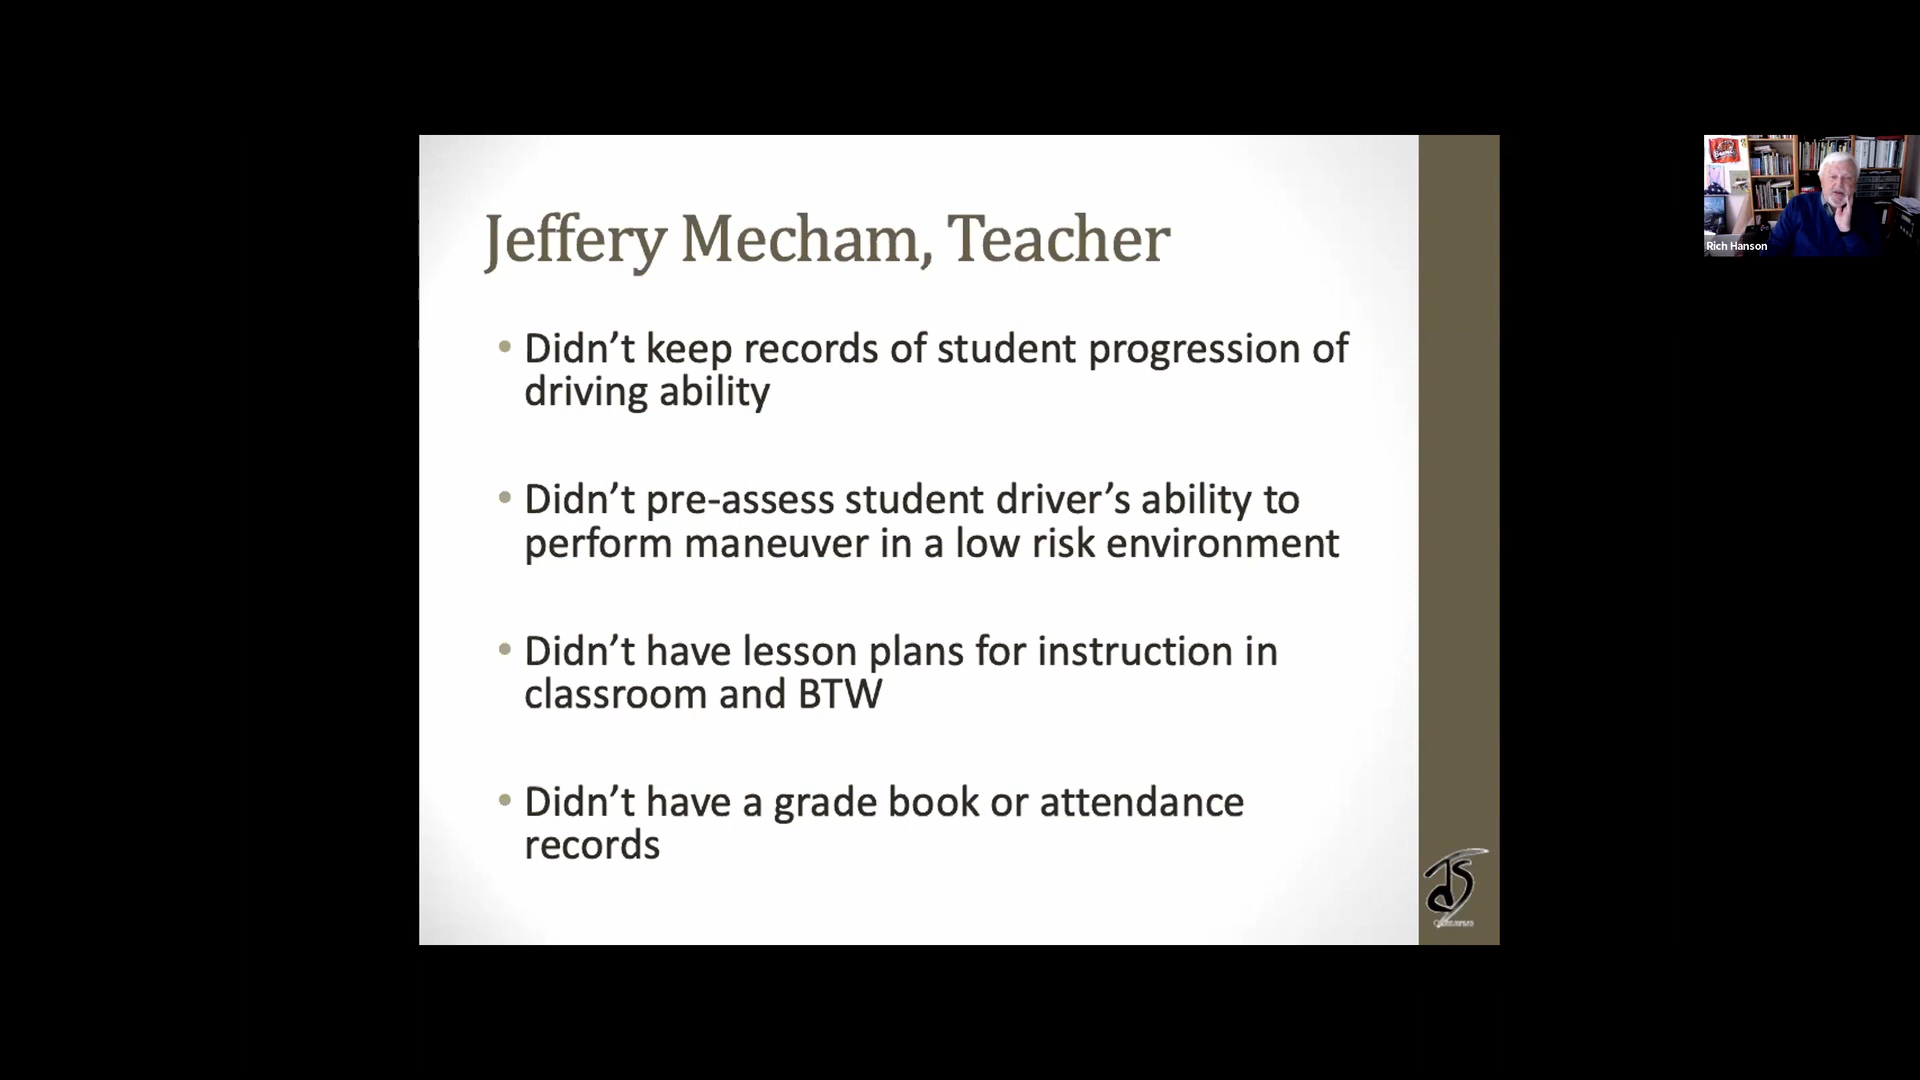 Jeffery Mecham, Teacher
• Didn’t keep records of student progression of
driving ability
• Didn’t pre-assess student driver’s ability to
perform maneuver in a low risk environment
• Didn’t have lesson plans for instruction in
classroom and BTW
• Didn’t have a grade book or attendance
records
Rich Hanson